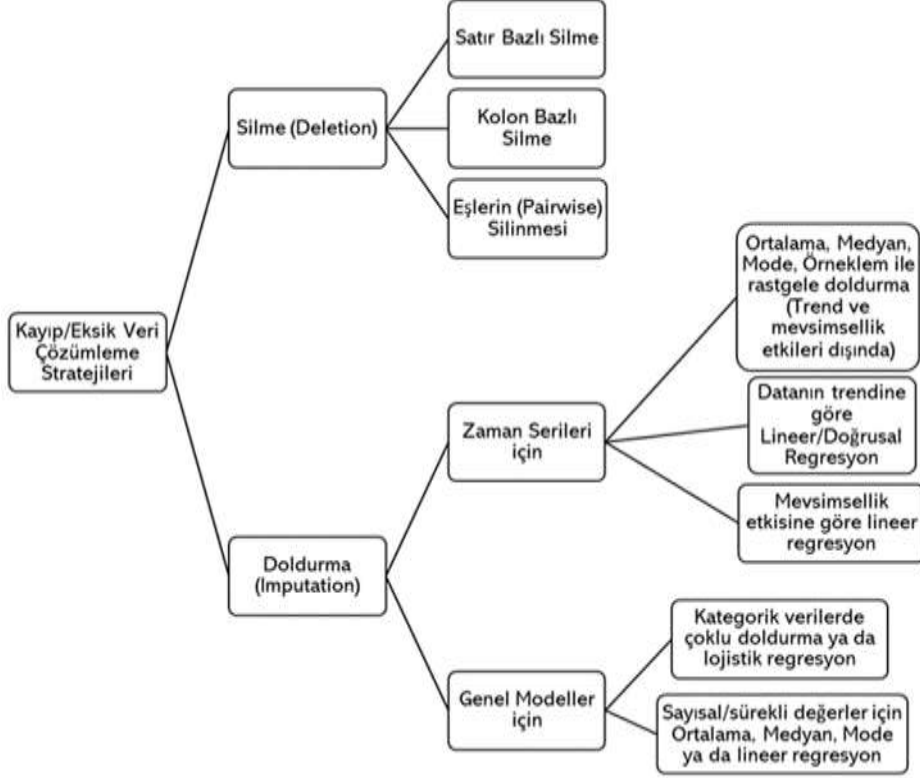 Satır Bazlı Silme
Silme (Deletion)
Kolon Bazlı
Silme
Eşlerin (Pairwise)
Silinmesi
Kayıp/Eksik Veri
Çözümleme
Stratejileri
Ortalama, Medyan,
Mode, Örneklem ile
rastgele doldurma
(Trend ve
mevsimsellik
etkileri dışında)
Zaman Serileri
için
Datanın trendine
göre
Lineer/Doğrusal
Regresyon
Mevsimsellik
etkisine göre lineer
regresyon
Doldurma
(Imputation)
Kategorik verilerde
çoklu doldurma ya da
lojistik regresyon
Genel Modeller
için
Sayısal/sürekli değerler için
Ortalama, Medyan, Mode
ya da lineer regresyon